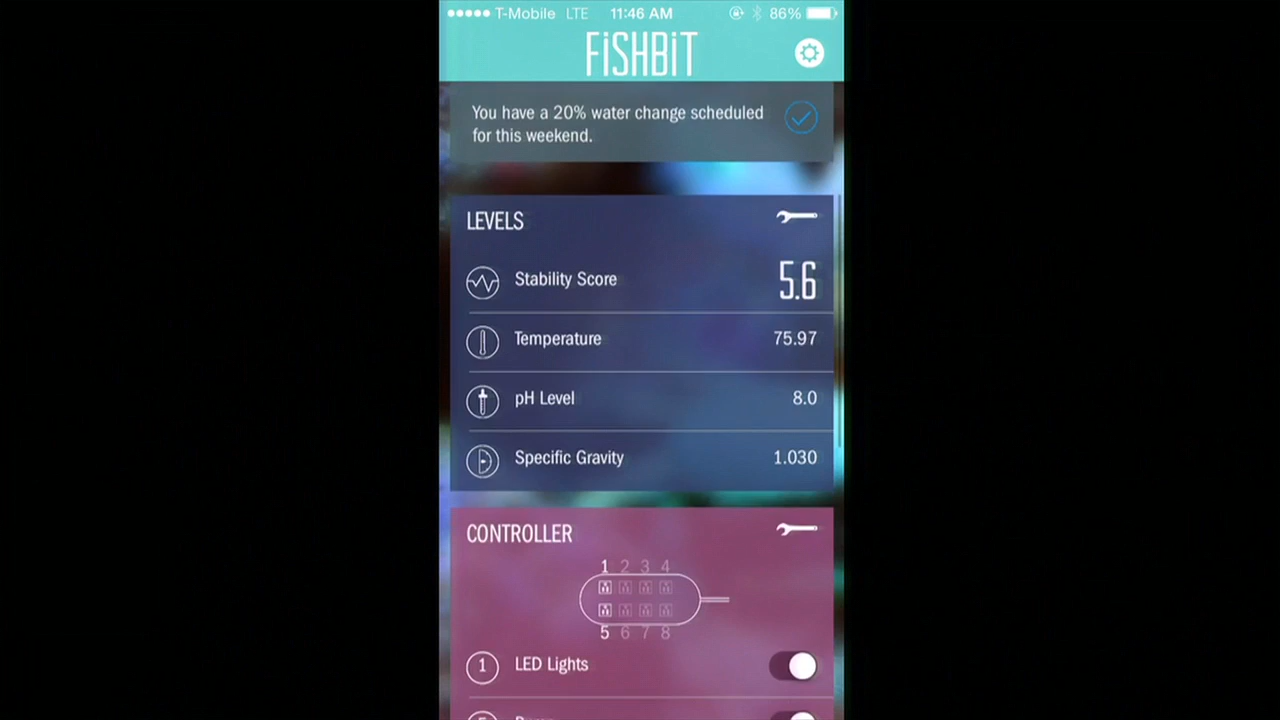 T-Mobile LTE 11:46 AM 86%
FiSHBiT
You have a 20% water change scheduled
for this weekend.
LEVELS
Stability Score 5.6
Temperature 75.97
pH Level 8.0
Specific Gravity 1.030
CONTROLLER
1 2 3 4
5 6 7 8
1 LED Lights